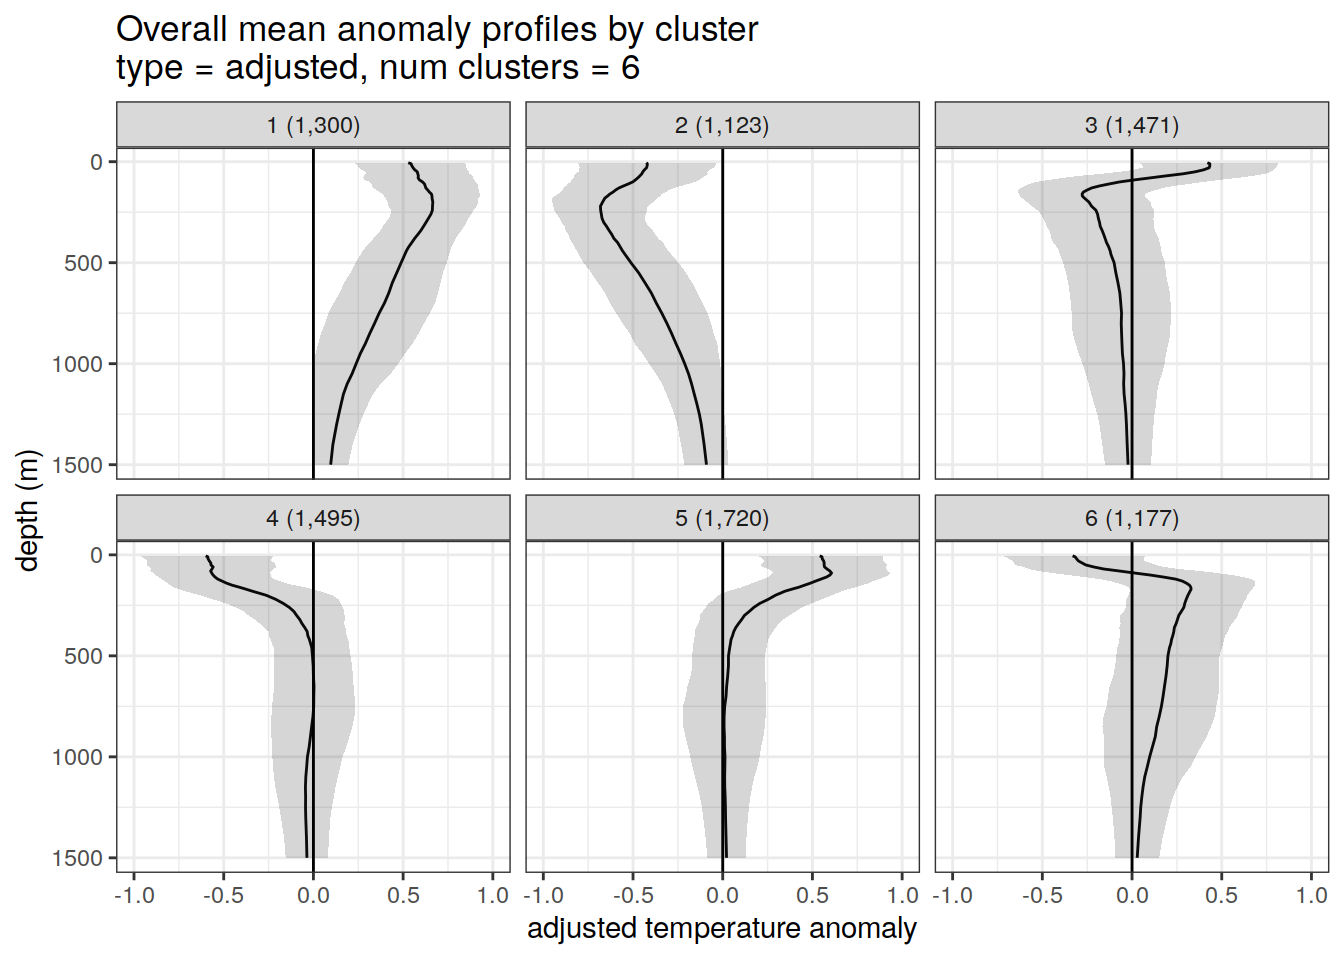 Overall mean anomaly profiles by cluster
type = adjusted, num clusters = 6
1 (1,300)
2 (1,123)
3 (1,471)
0
500
1000
1500
4 (1,495)
5 (1,720)
6 (1,177)
0
500
1000
1500
depth (m)
-1.0 -0.5 0.0 0.5 1.0
-1.0 -0.5 0.0 0.5 1.0
-1.0 -0.5 0.0 0.5 1.0
adjusted temperature anomaly